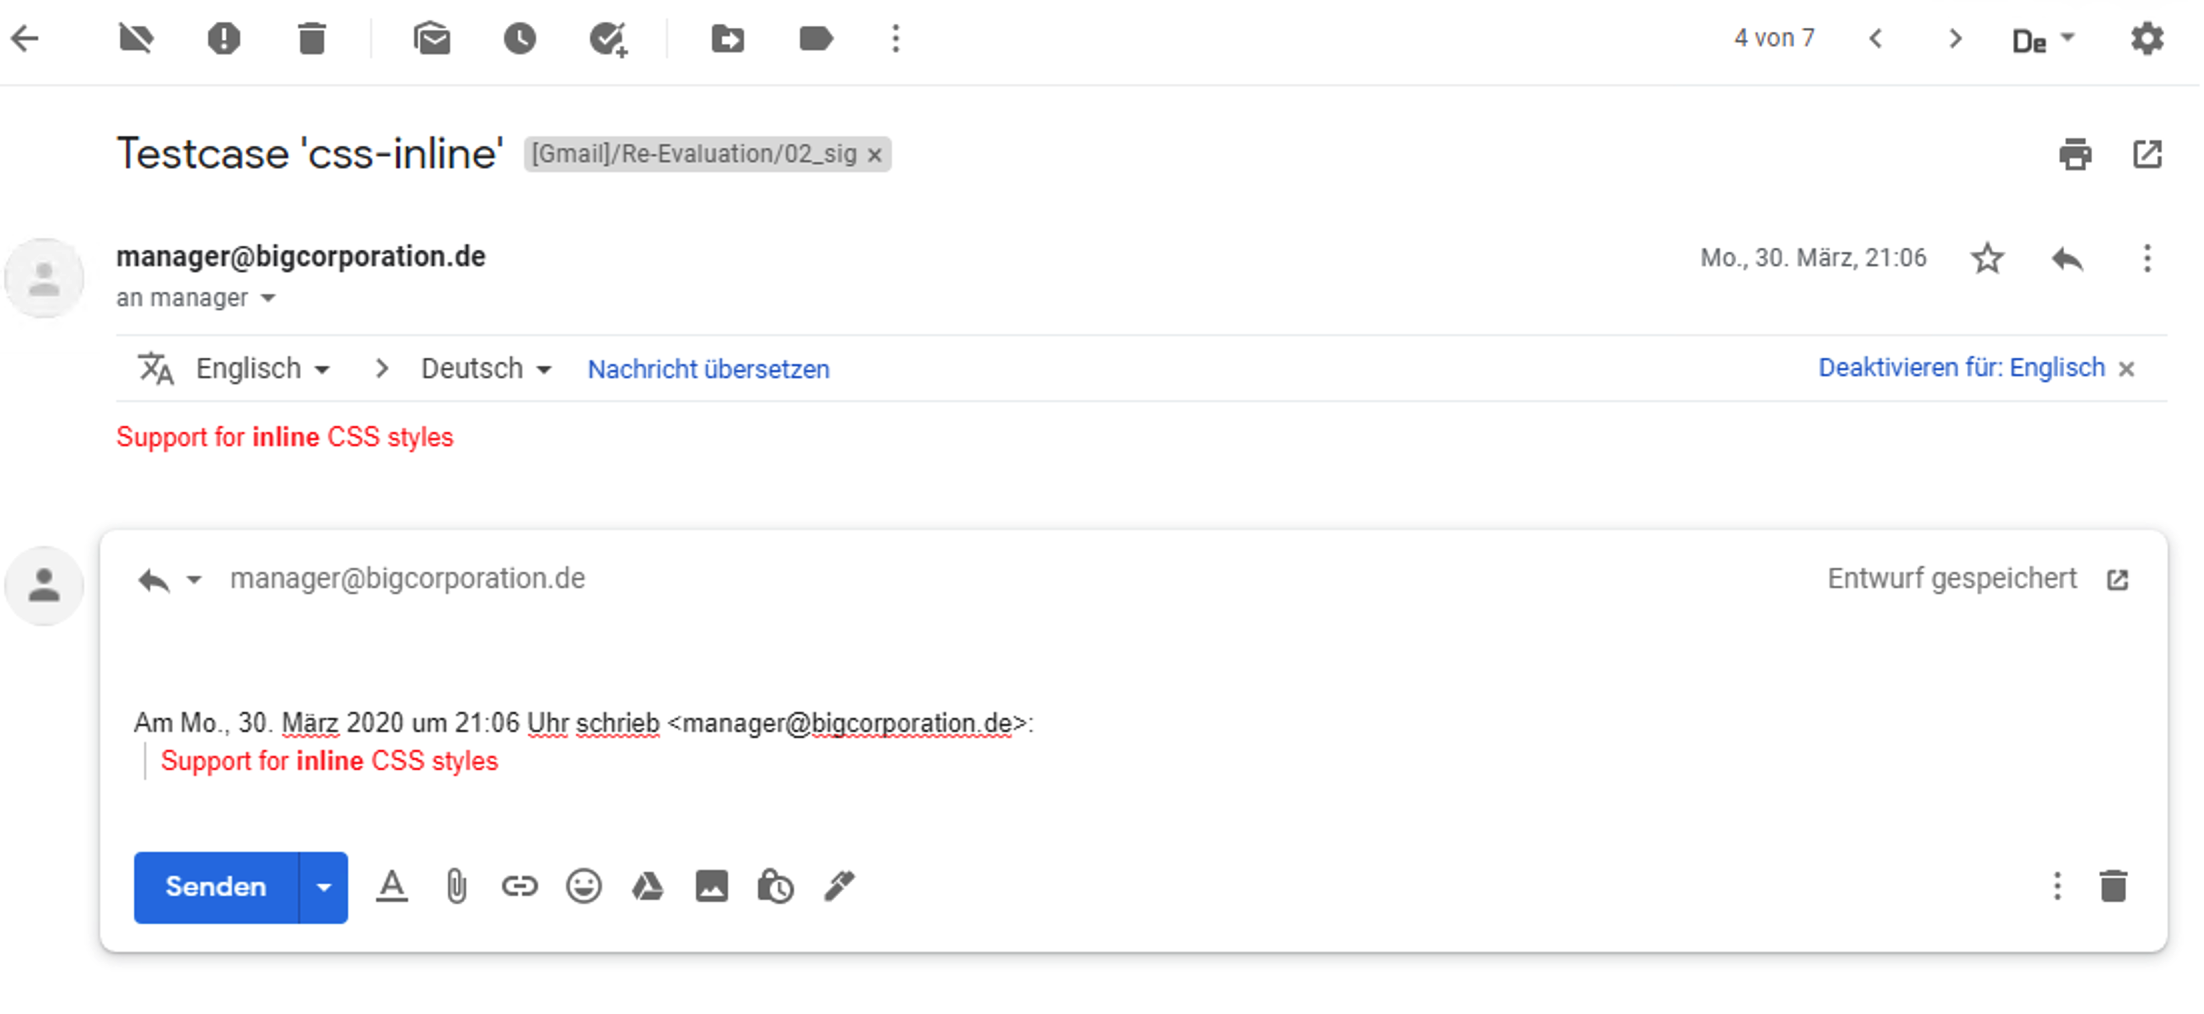 4 von 7
De
Testcase 'css-inline' [Gmail]/Re-Evaluation/02_sig ×
manager@bigcorporation.de
Mo., 30. März, 21:06
an manager
Englisch
Deutsch
Nachricht übersetzen
Deaktivieren für: Englisch ×
Support for inline CSS styles
manager@bigcorporation.de
Entwurf gespeichert
Am Mo., 30. März 2020 um 21:06 Uhr schrieb <manager@bigcorporation.de>:
Support for inline CSS styles
Senden